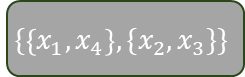 {{x₁, x₄}, {x₂, x₃}}